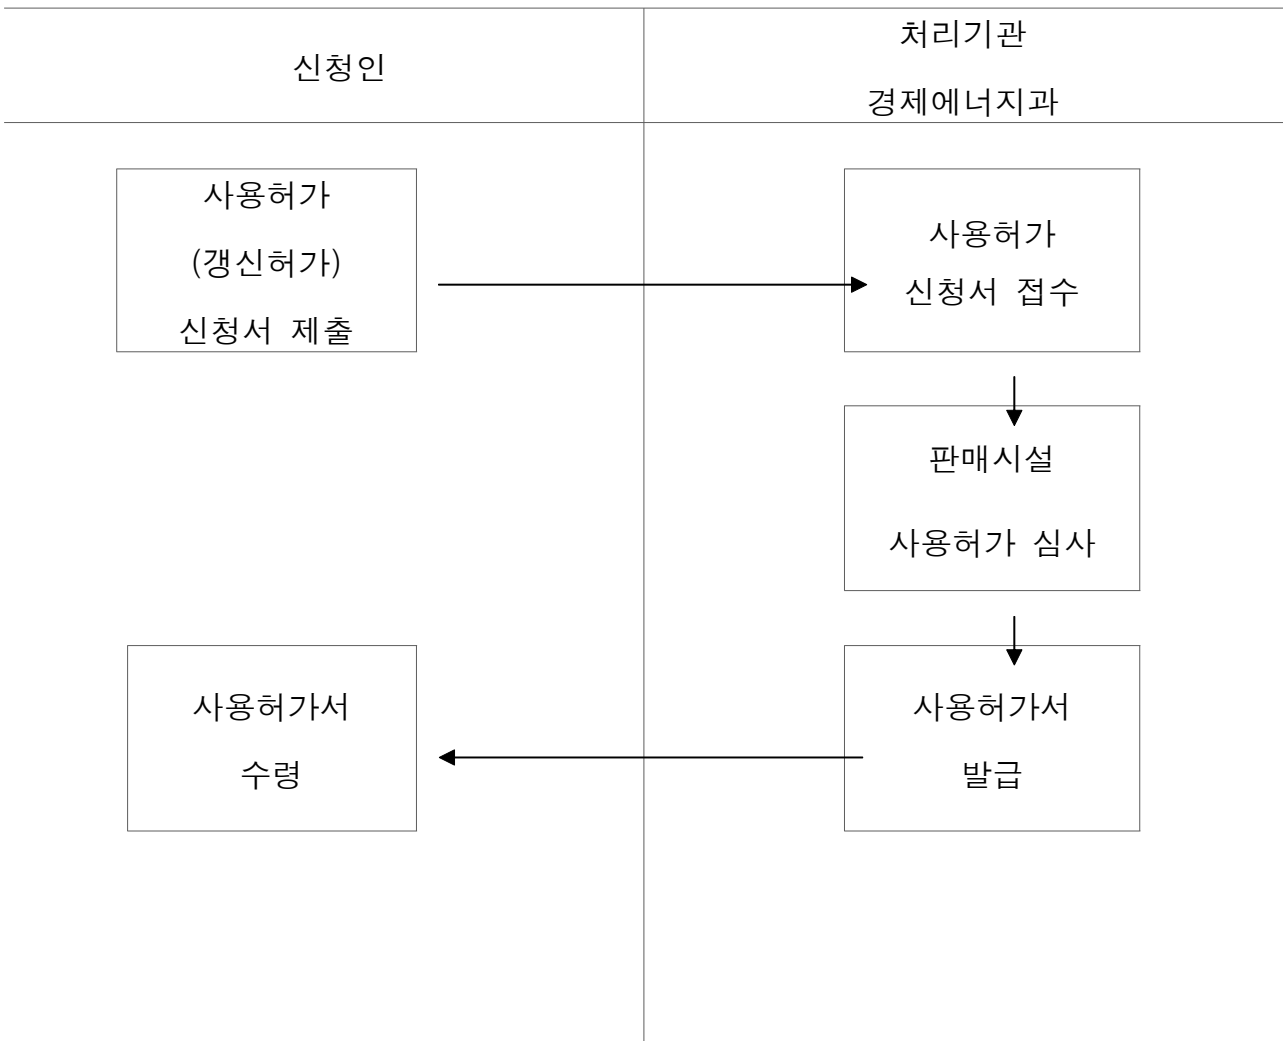 신청인
처리기관
경제에너지과
사용허가
(갱신허가)
신청서 제출
사용허가
신청서 접수
판매시설
사용허가 심사
사용허가서
수령
사용허가서
발급